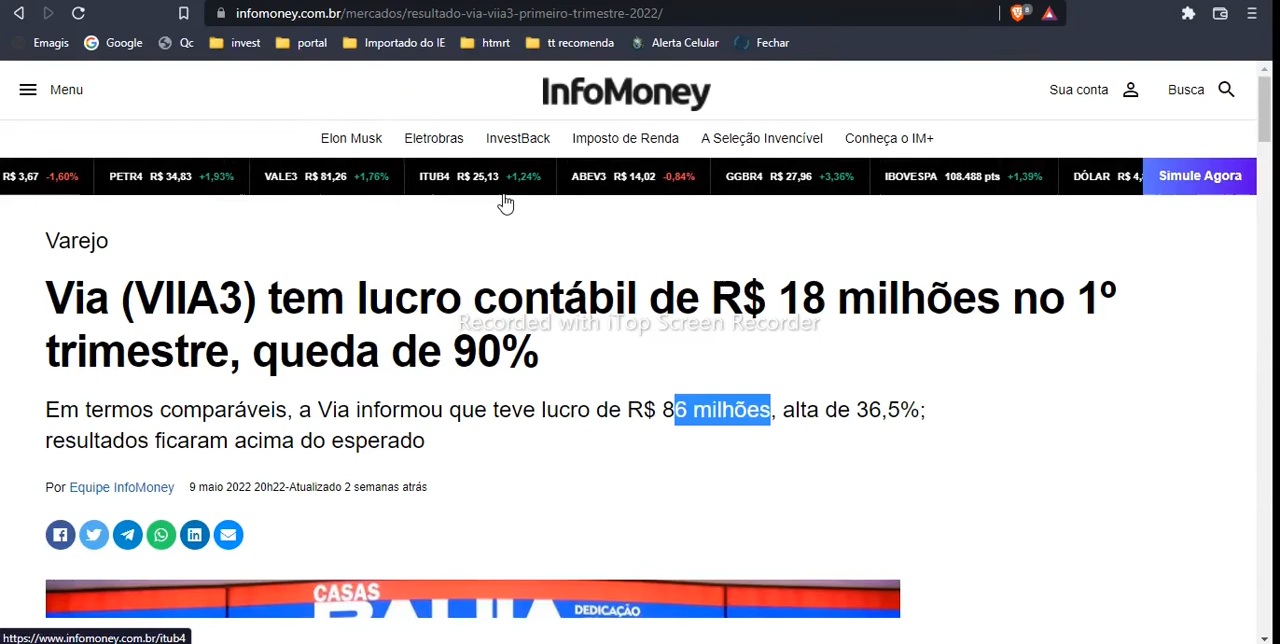 infomoney.com.br/mercados/resultado-via-viia3-primeiro-trimestre-2022/
8
Emagis Google Qc invest portal Importado do IE htmrt tt recomenda Alerta Celular Fechar
Menu InfoMoney Sua conta Busca
Elon Musk Eletrobras InvestBack Imposto de Renda A Seleção Invencível Conheça o IM+
R$ 3,67 -1,60% PETR4 R$ 34,83 +1,93% VALE3 R$ 81,26 +1,76% ITUB4 R$ 25,13 +1,24% ABEV3 R$ 14,02 -0,84% GGBR4 R$ 27,96 +3,36% IBOVESPA 108.488 pts +1,39% DÓLAR R$ 4, Simule Agora
Varejo
Via (VIIA3) tem lucro contábil de R$ 18 milhões no 1º
Recorded with iTop Screen Recorder
trimestre, queda de 90%
Em termos comparáveis, a Via informou que teve lucro de R$ 86 milhões, alta de 36,5%;
resultados ficaram acima do esperado
Por Equipe InfoMoney 9 maio 2022 20h22-Atualizado 2 semanas atrás
CASAS
BAHIA DEDICAÇÃO
https://www.infomoney.com.br/itub4